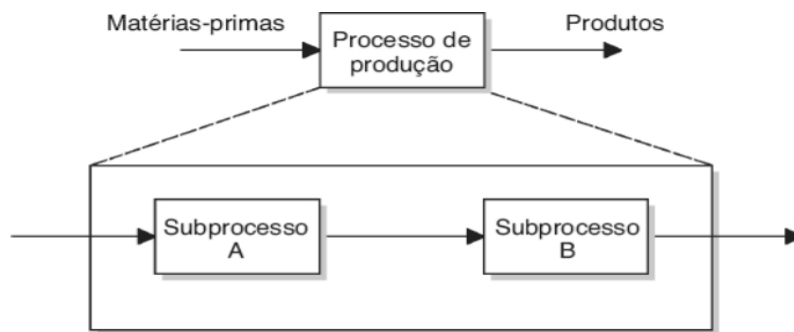 Matérias-primas
Processo de
produção
Produtos
Subprocesso
A
Subprocesso
B